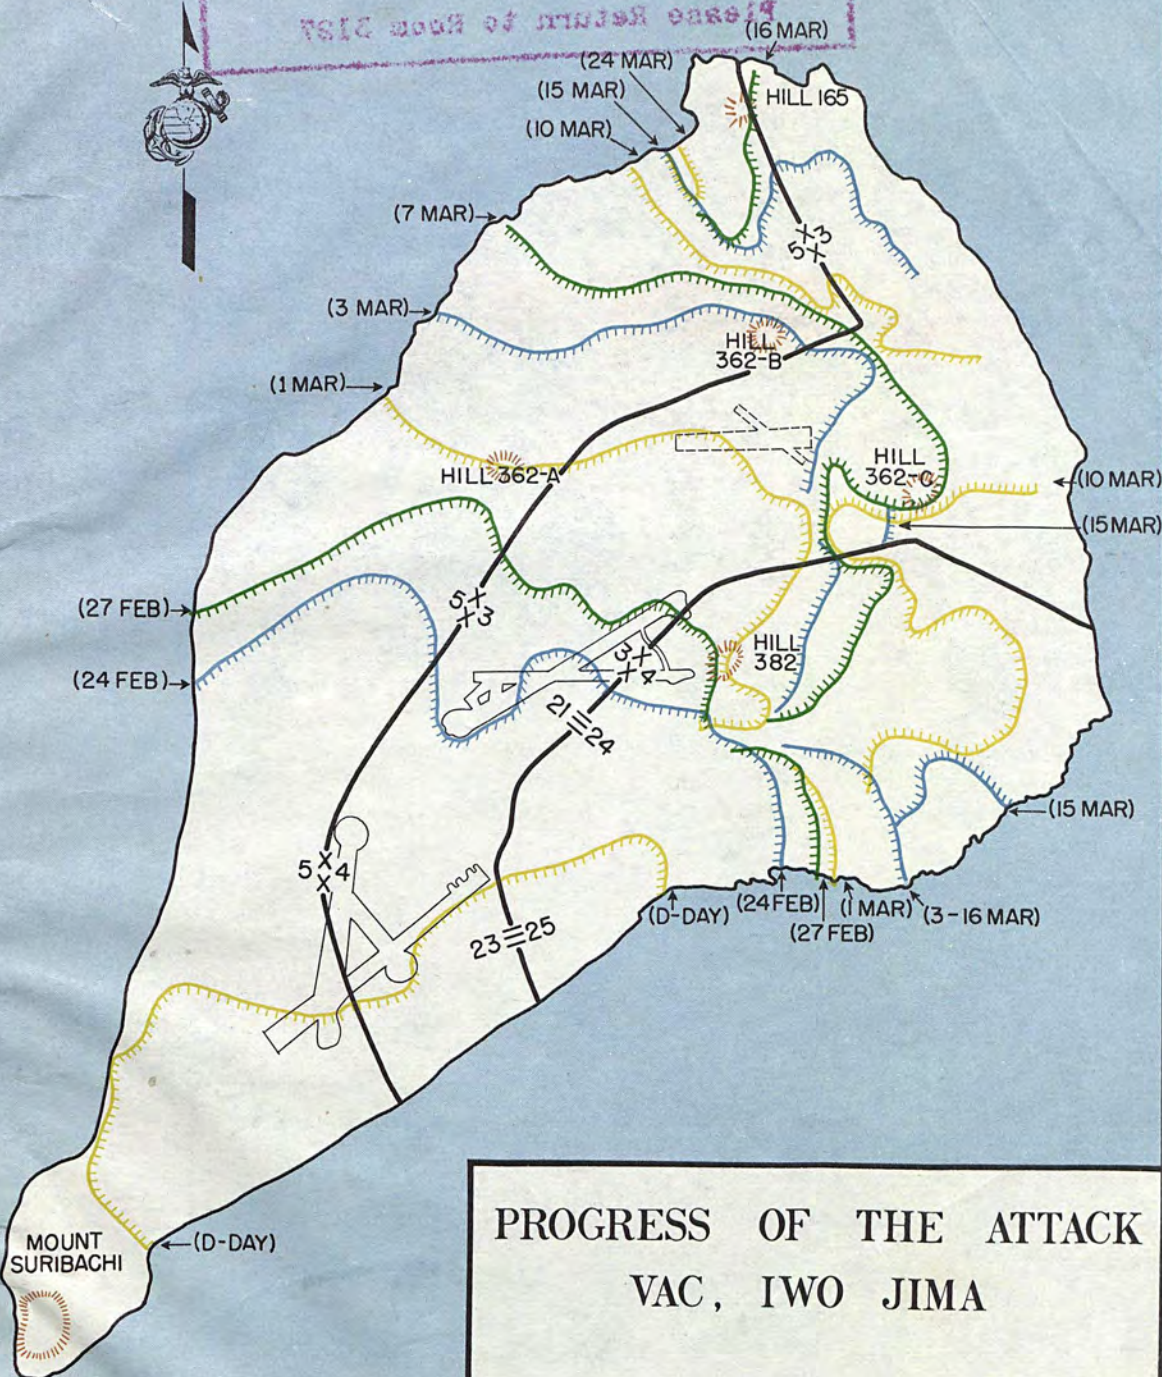 Please Return to Room 3127
(16 MAR)
(24 MAR)
HILL 165
(15 MAR)
(10 MAR)
(7 MAR)
5 3
(3 MAR)
HILL
362-B
(1 MAR)
HILL 362-A
HILL
362-C
(10 MAR)
(15 MAR)
(27 FEB)
5 3
(24 FEB)
3 4
HILL
382
21 24
(15 MAR)
5 4
(D-DAY)
(24 FEB)
(1 MAR)
(3-16 MAR)
(27 FEB)
23 25
MOUNT
SURIBACHI
(D-DAY)
PROGRESS OF THE ATTACK
VAC, IWO JIMA